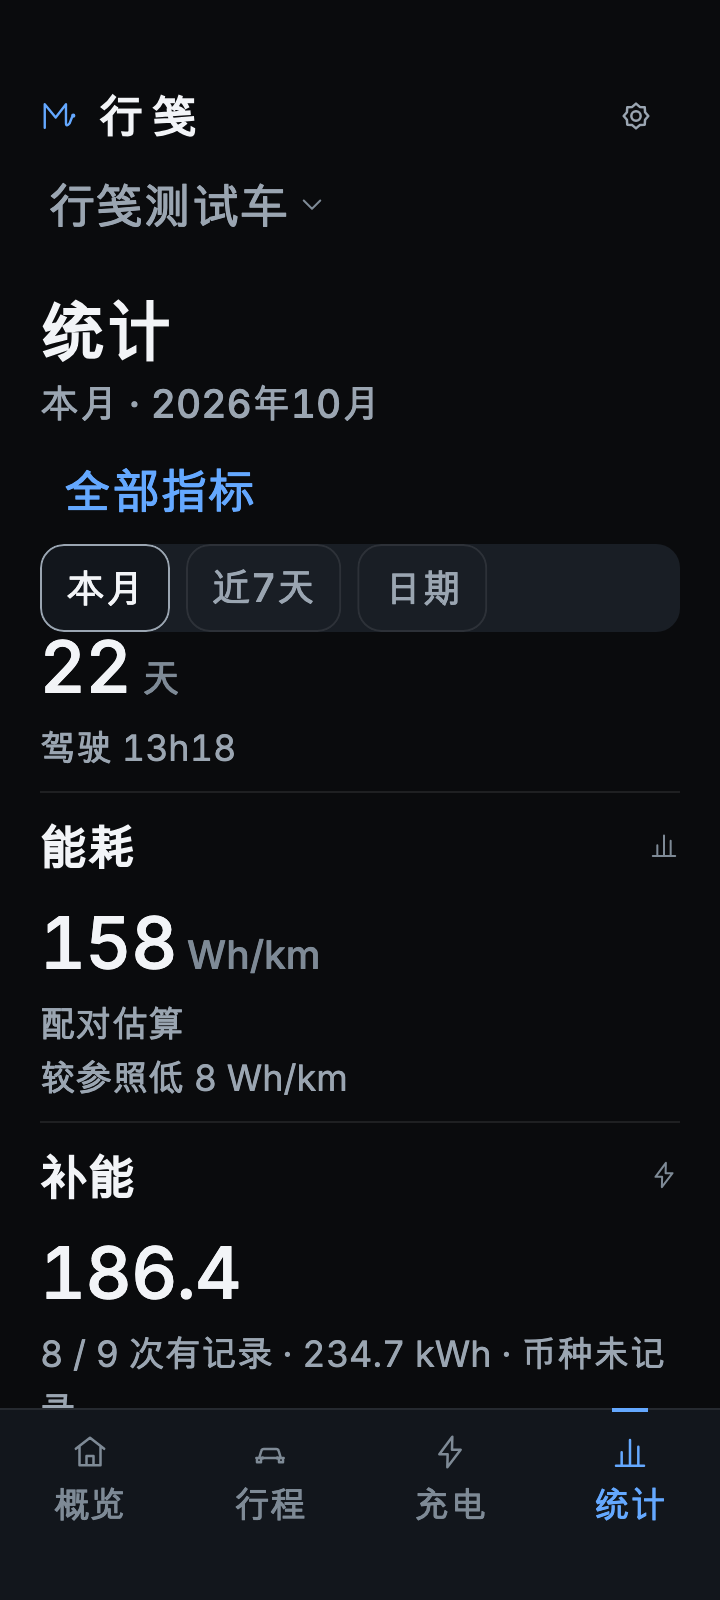 行笺
行笺测试车
统计
本月 · 2026年10月
全部指标
本月
近7天
日期
22 天
驾驶 13h18
能耗
158 Wh/km
配对估算
较参照低 8 Wh/km
补能
186.4
8 / 9 次有记录 · 234.7 kWh · 币种未记
录
概览
行程
充电
统计